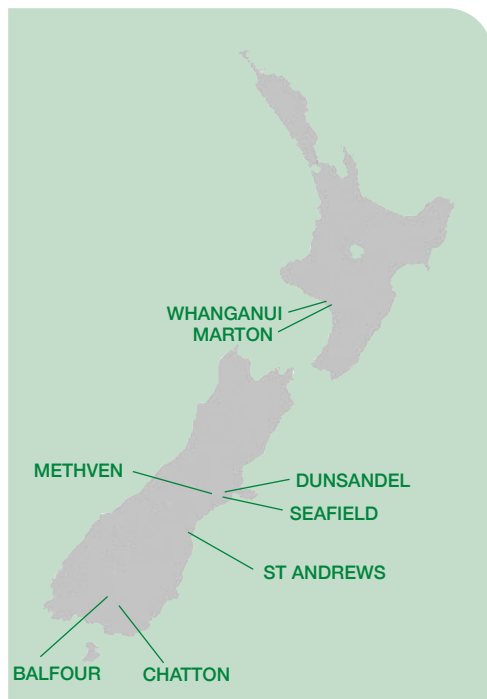 WHANGANUI
MARTON
METHVEN
DUNSANDEL
SEAFIELD
ST ANDREWS
BALFOUR
CHATTON